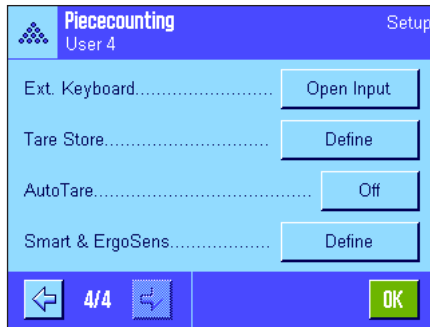 Piececounting
Setup
User 4
Ext. Keyboard........................... Open Input
Tare Store................................ Define
AutoTare...................................... Off
Smart & ErgoSens................... Define
4/4
OK